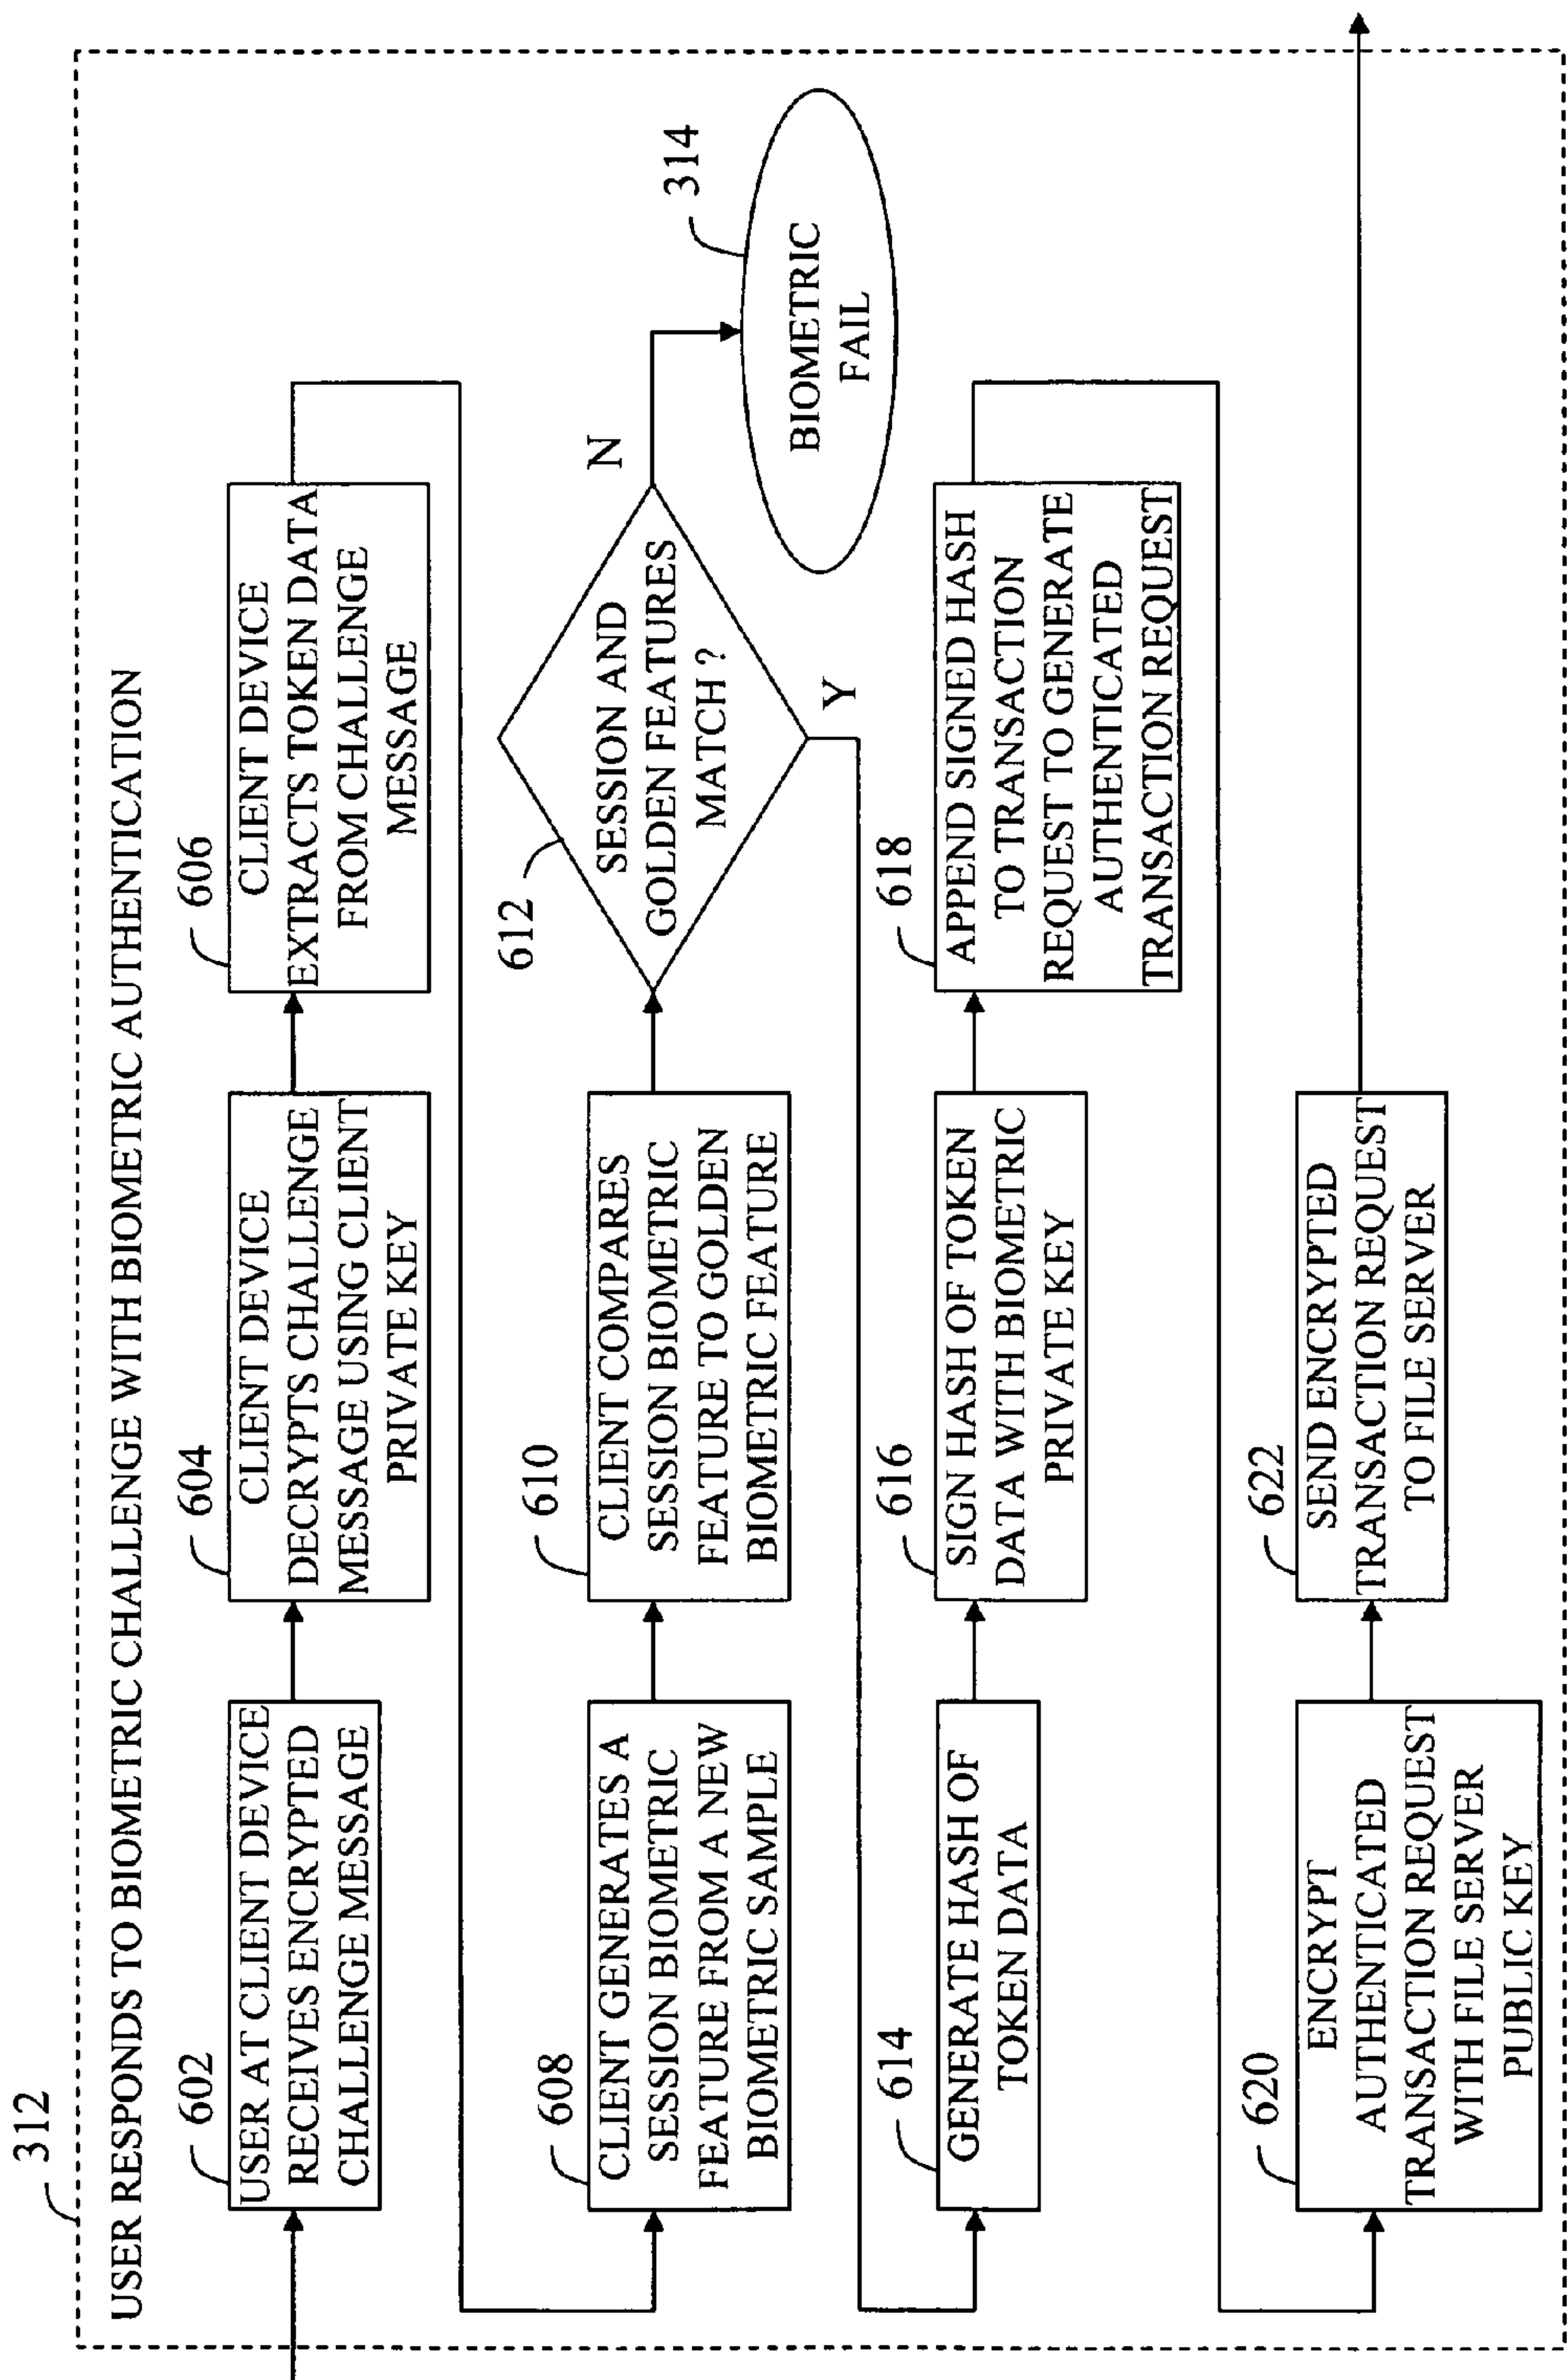 312
USER RESPONDS TO BIOMETRIC CHALLENGE WITH BIOMETRIC AUTHENTICATION
602
USER AT CLIENT DEVICE
RECEIVES ENCRYPTED
CHALLENGE MESSAGE
604
CLIENT DEVICE
DECRYPTS CHALLENGE
MESSAGE USING CLIENT
PRIVATE KEY
606
CLIENT DEVICE
EXTRACTS TOKEN DATA
FROM CHALLENGE
MESSAGE
608
CLIENT GENERATES A
SESSION BIOMETRIC
FEATURE FROM A NEW
BIOMETRIC SAMPLE
610
CLIENT COMPARES
SESSION BIOMETRIC
FEATURE TO GOLDEN
BIOMETRIC FEATURE
612
SESSION AND
GOLDEN FEATURES
MATCH ?
N
Y
314
BIOMETRIC
FAIL
614
GENERATE HASH OF
TOKEN DATA
616
SIGN HASH OF TOKEN
DATA WITH BIOMETRIC
PRIVATE KEY
618
APPEND SIGNED HASH
TO TRANSACTION
REQUEST TO GENERATE
AUTHENTICATED
TRANSACTION REQUEST
620
ENCRYPT
AUTHENTICATED
TRANSACTION REQUEST
WITH FILE SERVER
PUBLIC KEY
622
SEND ENCRYPTED
TRANSACTION REQUEST
TO FILE SERVER